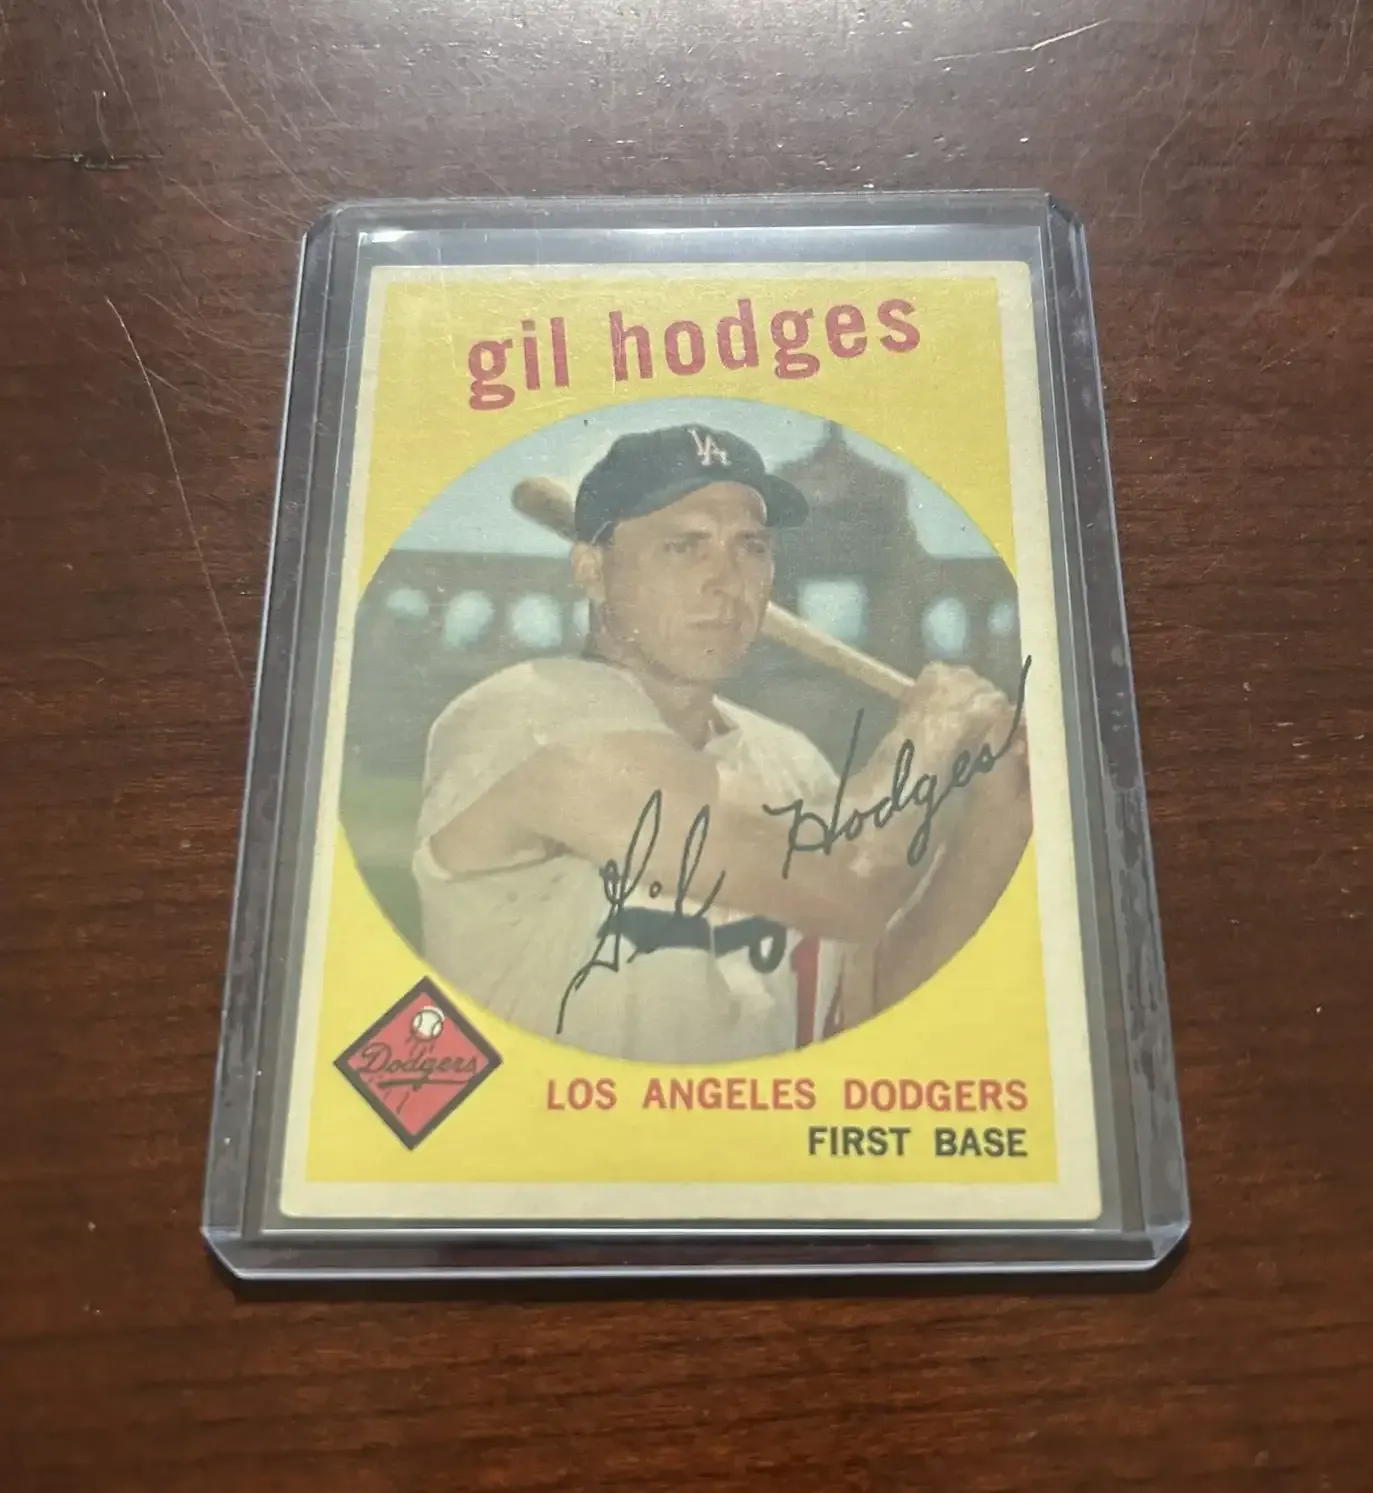 gil hodges
LA
Gil Hodges
Dodgers
LOS ANGELES DODGERS
FIRST BASE